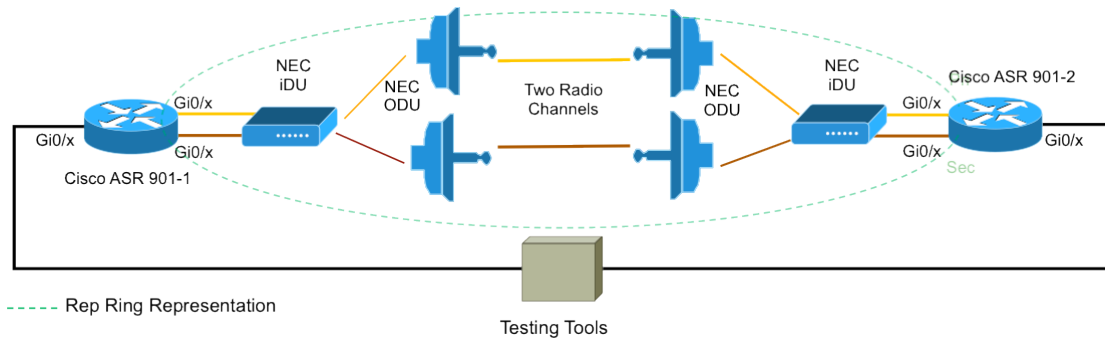 NEC
iDU
Gi0/x
Gi0/x
Gi0/x
Cisco ASR 901-1
NEC
ODU
Two Radio
Channels
NEC
ODU
NEC
iDU
Cisco ASR 901-2
Gi0/x
Gi0/x
Gi0/x
Sec
Rep Ring Representation
Testing Tools